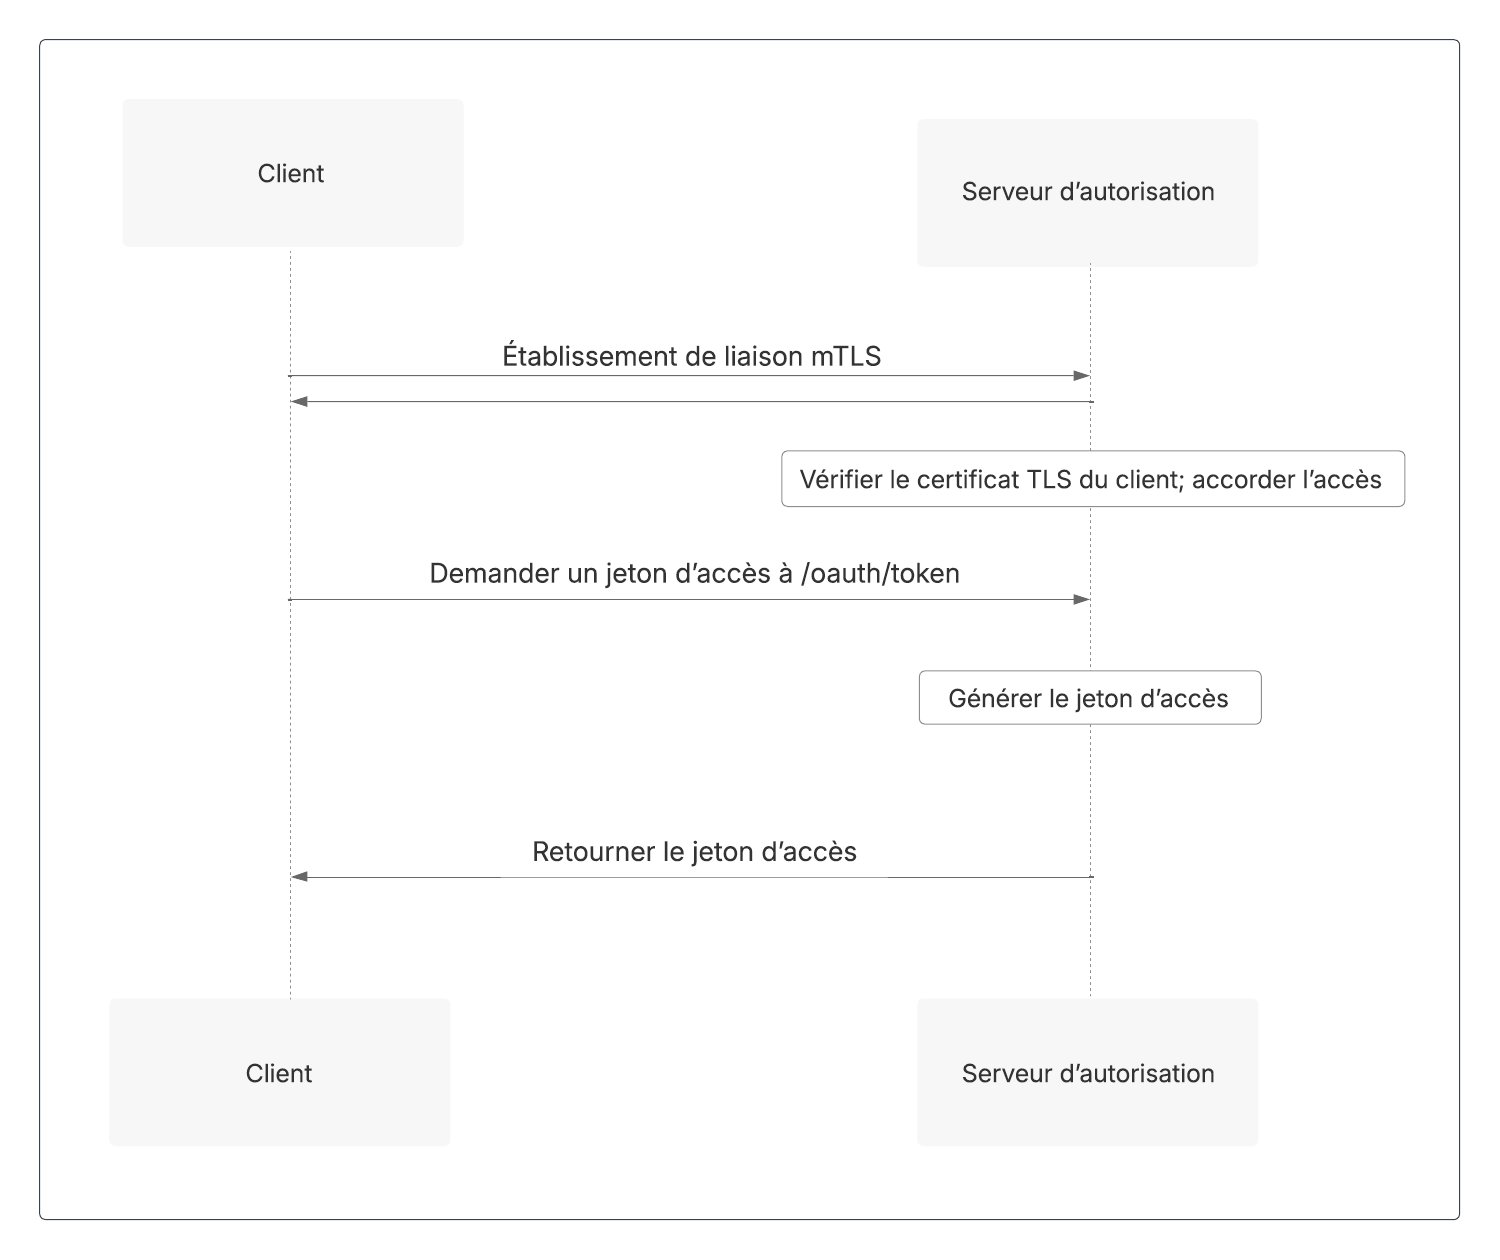 Client
Serveur d’autorisation
Établissement de liaison mTLS
Vérifier le certificat TLS du client; accorder l’accès
Demander un jeton d’accès à /oauth/token
Générer le jeton d’accès
Retourner le jeton d’accès
Client
Serveur d’autorisation